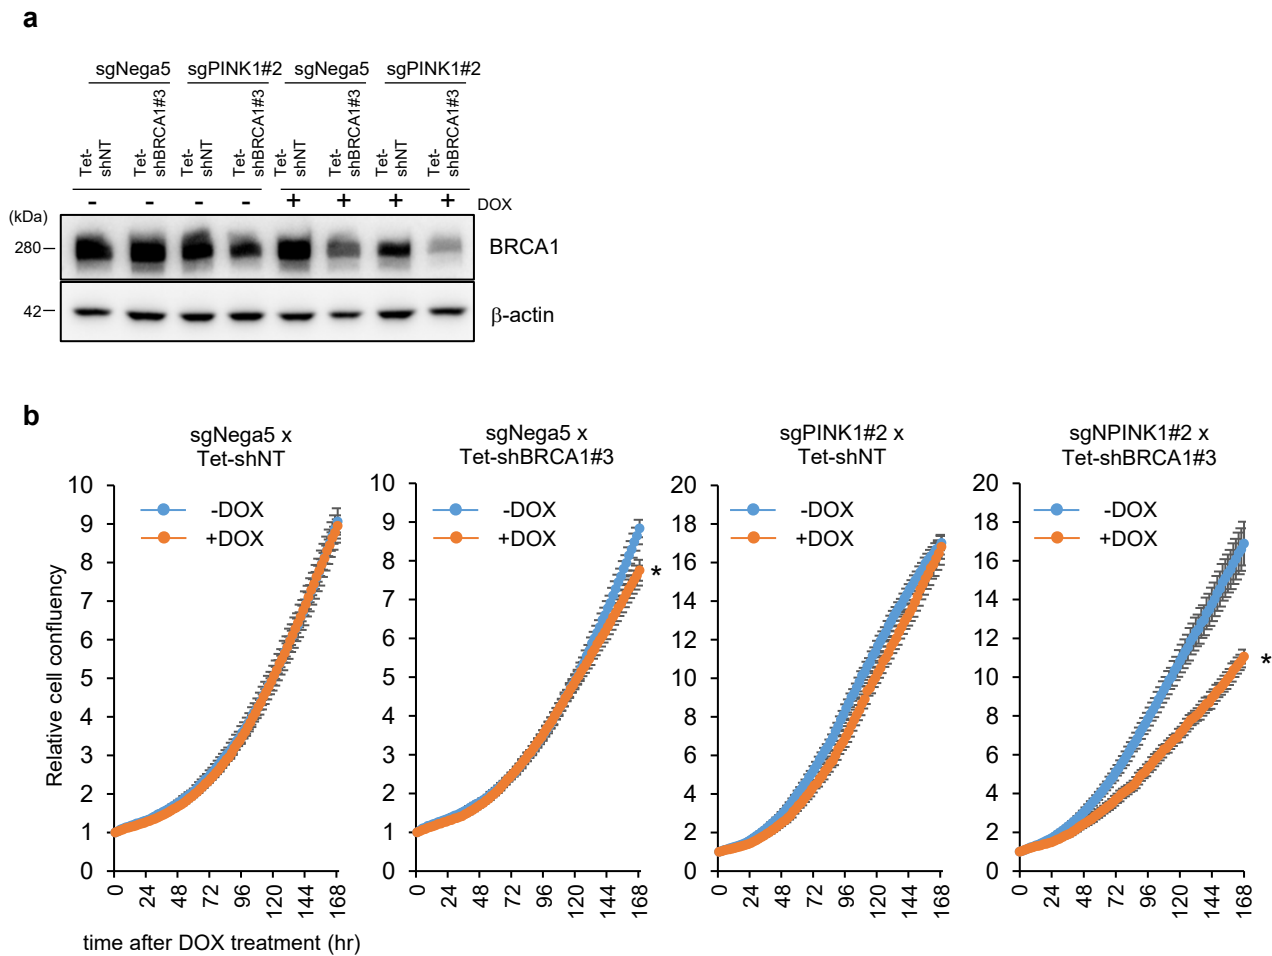 a
sgNega5 sgPINK1#2 sgNega5 sgPINK1#2
Tet-
shNT
Tet-
shBRCA1#3
Tet-
shNT
Tet-
shBRCA1#3
Tet-
shNT
Tet-
shBRCA1#3
Tet-
shNT
Tet-
shBRCA1#3
- - - - + + + + DOX
(kDa)
280 BRCA1
42 β-actin
b
sgNega5 x
Tet-shNT
10
9
8
7
6
5
4
3
2
1
0
-DOX
+DOX
Relative cell confluency
0 24 48 72 96 120 144 168
time after DOX treatment (hr)
sgNega5 x
Tet-shBRCA1#3
10
9
8
7
6
5
4
3
2
1
0
-DOX
+DOX
*
0 24 48 72 96 120 144 168
sgPINK1#2 x
Tet-shNT
20
18
16
14
12
10
8
6
4
2
0
-DOX
+DOX
0 24 48 72 96 120 144 168
sgNPINK1#2 x
Tet-shBRCA1#3
20
18
16
14
12
10
8
6
4
2
0
-DOX
+DOX
*
0 24 48 72 96 120 144 168